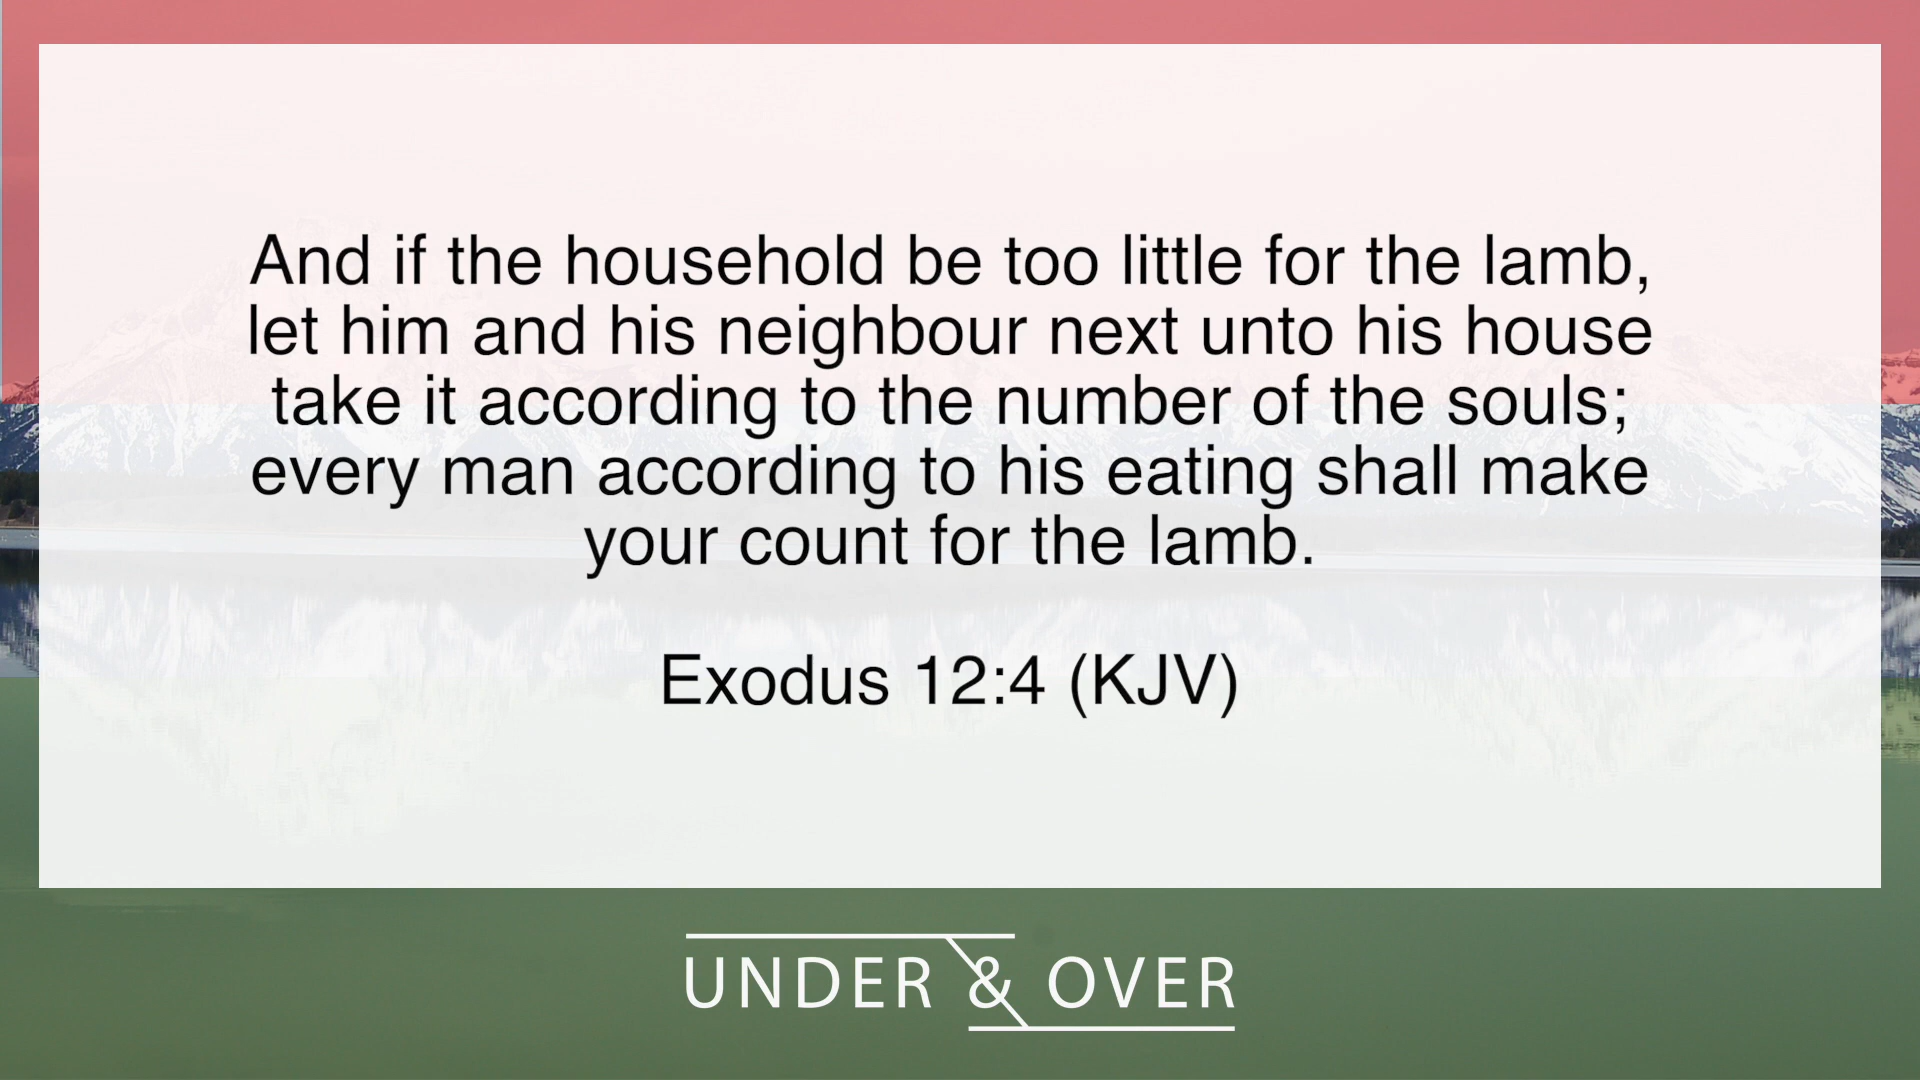 And if the household be too little for the lamb,
let him and his neighbour next unto his house
take it according to the number of the souls;
every man according to his eating shall make
your count for the lamb.
Exodus 12:4 (KJV)
UNDER & OVER